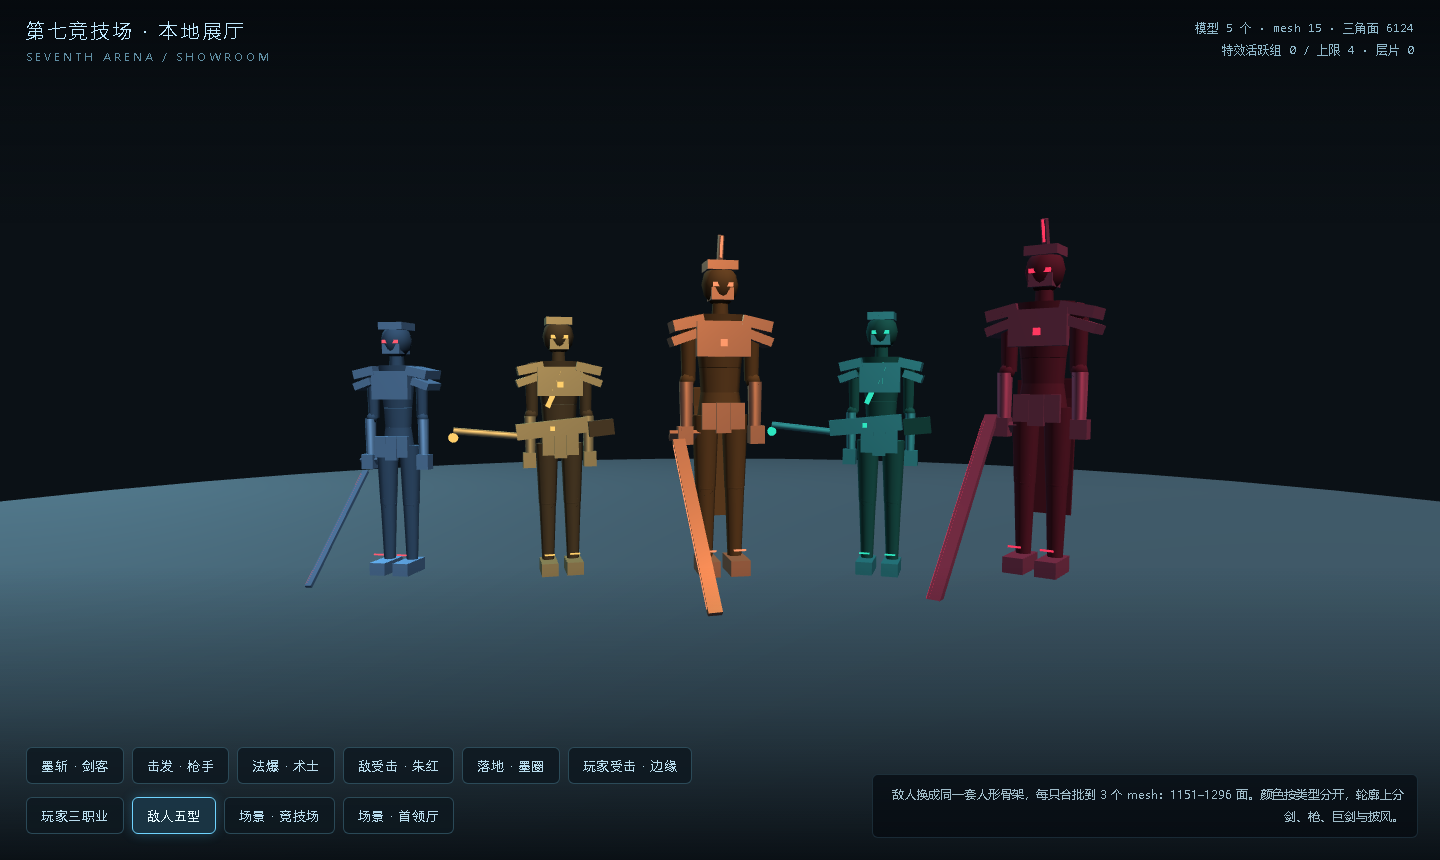 第七竞技场 · 本地展厅
SEVENTH ARENA / SHOWROOM
模型 5 个 · mesh 15 · 三角面 6124
特效活跃组 0 / 上限 4 · 层片 0
墨斩 · 剑客
击发 · 枪手
法爆 · 术士
敌受击 · 朱红
落地 · 墨圈
玩家受击 · 边缘
玩家三职业
敌人五型
场景 · 竞技场
场景 · 首领厅
敌人换成同一套人形骨架，每只合批到 3 个 mesh：1151–1296 面。颜色按类型分开，轮廓上分
剑、枪、巨剑与披风。